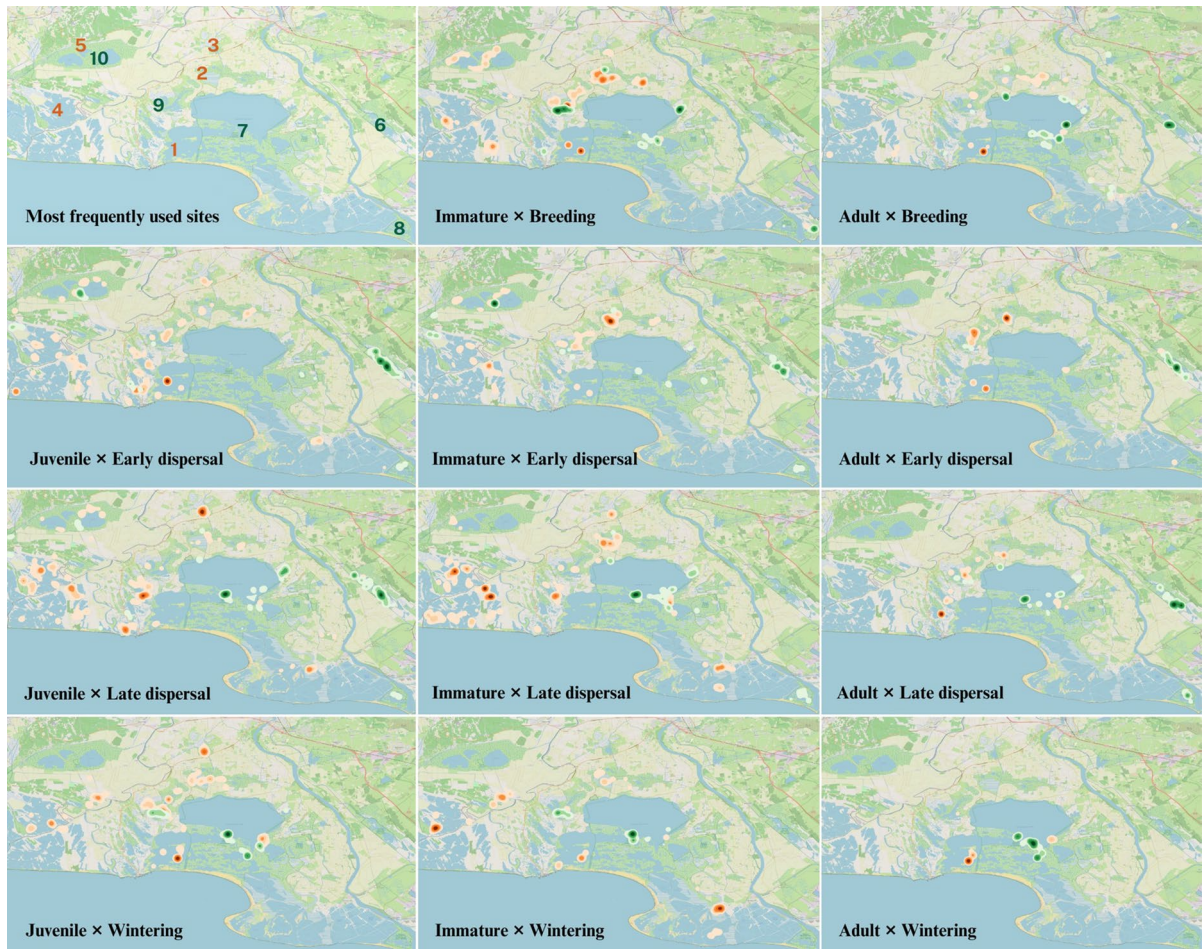 5
3
10
2
4
9
6
7
1
8
Most frequently used sites
Immature × Breeding
Adult × Breeding
Juvenile × Early dispersal
Immature × Early dispersal
Adult × Early dispersal
Juvenile × Late dispersal
Immature × Late dispersal
Adult × Late dispersal
Juvenile × Wintering
Immature × Wintering
Adult × Wintering